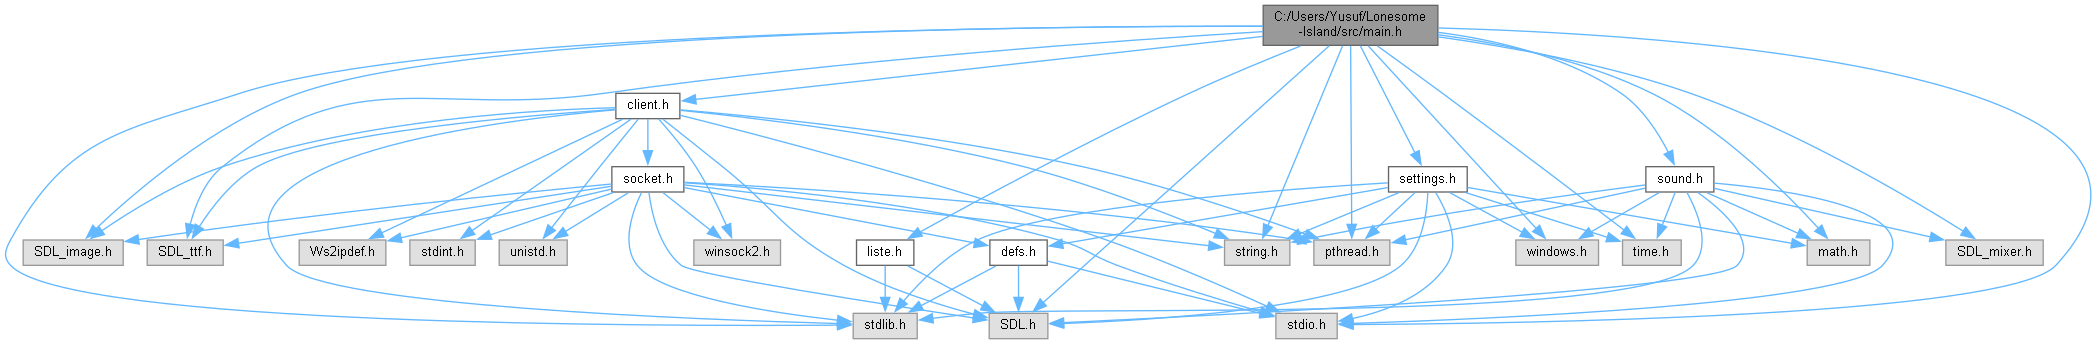 C:/Users/Yusuf/Lonesome
-Island/src/main.h
client.h
socket.h
settings.h
sound.h
SDL_image.h
SDL_ttf.h
Ws2ipdef.h
stdint.h
unistd.h
winsock2.h
liste.h
defs.h
string.h
pthread.h
windows.h
time.h
math.h
SDL_mixer.h
stdlib.h
SDL.h
stdio.h